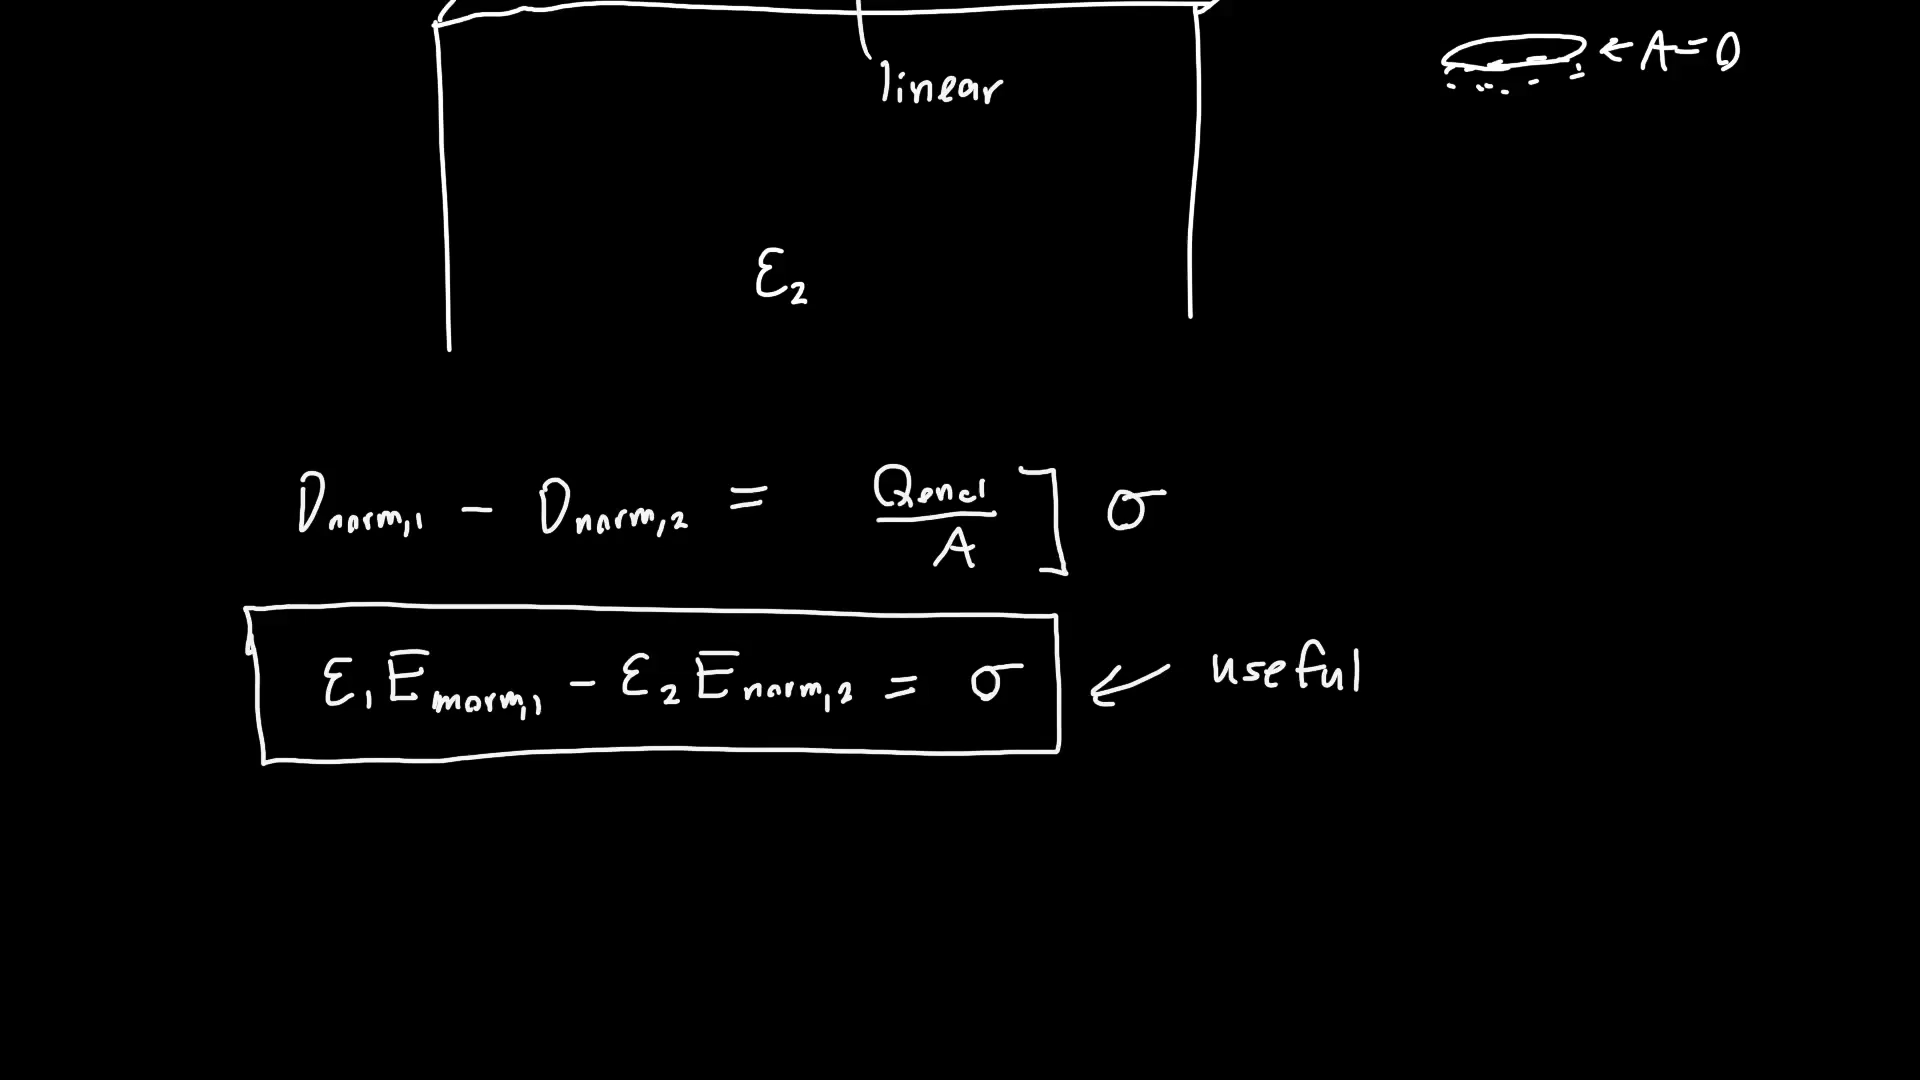 ← A=0
linear
ε₂
Dnorm,1 − Dnorm,2 = Qencl/A ] σ
ε₁Enorm,1 − ε₂Enorm,2 = σ ← useful